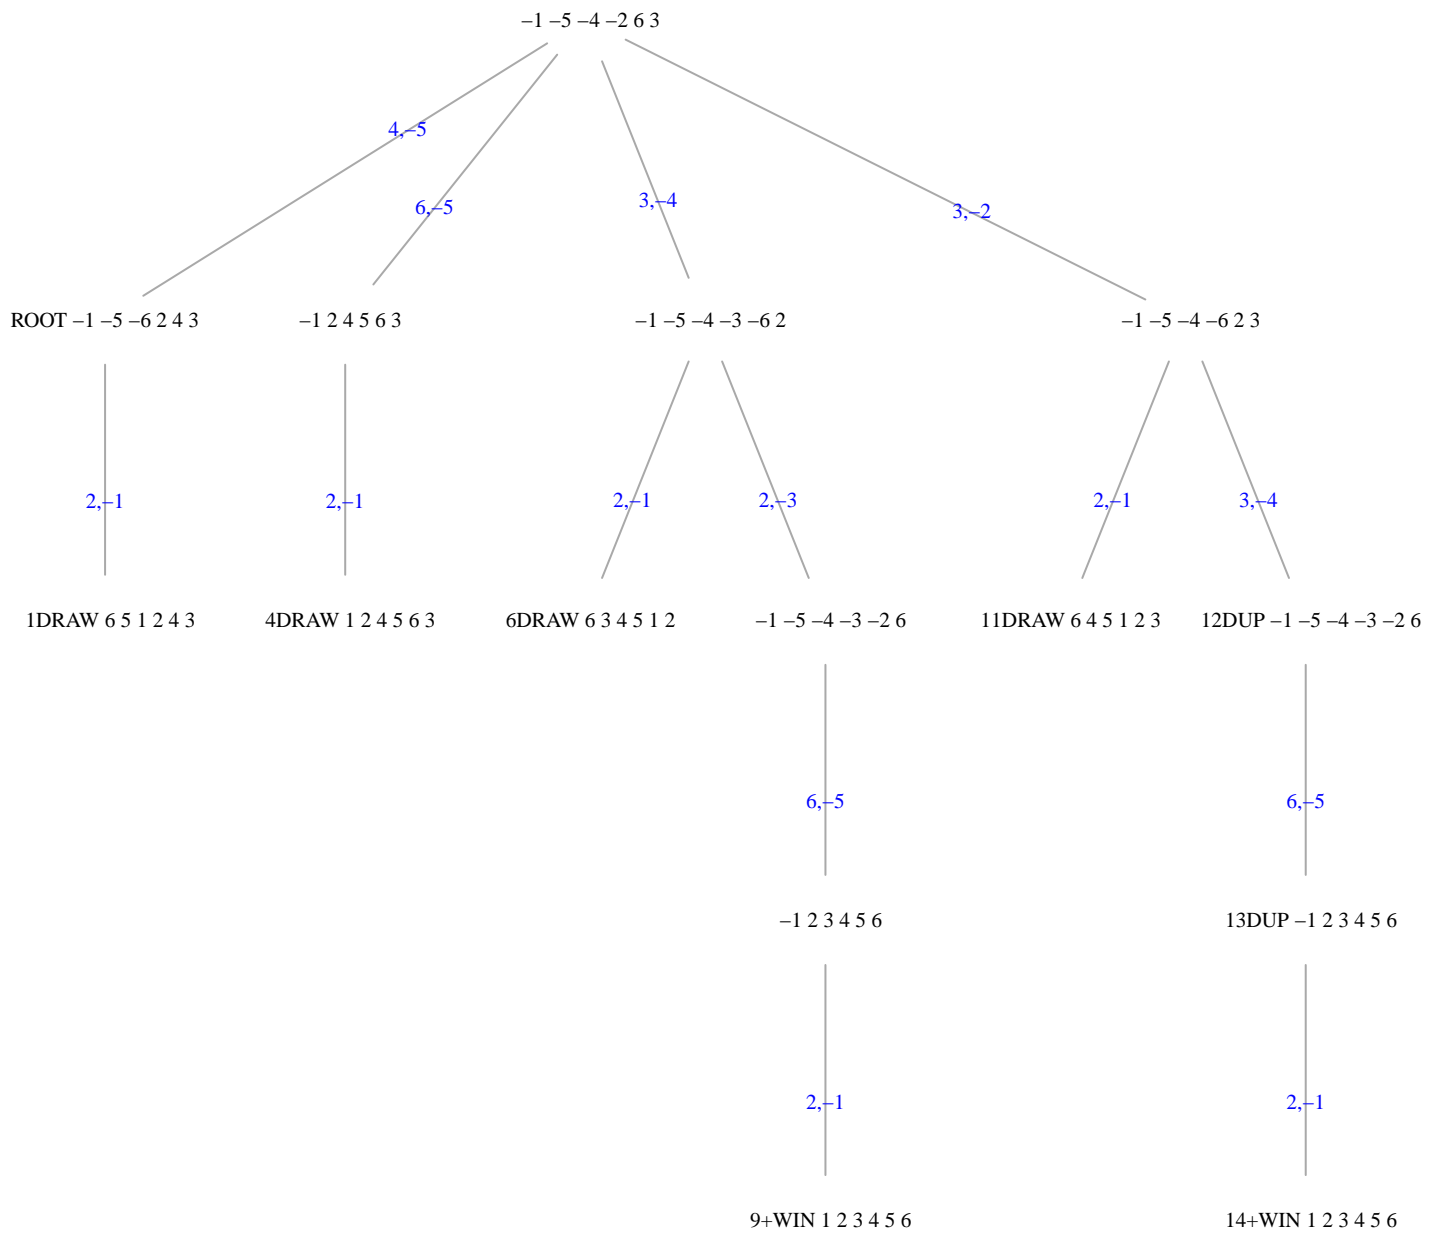 −1 −5 −4 −2 6 3
4,−5
6,−5
3,−4
3,−2
ROOT −1 −5 −6 2 4 3
−1 2 4 5 6 3
−1 −5 −4 −3 −6 2
−1 −5 −4 −6 2 3
2,−1
2,−1
2,−1
2,−3
2,−1
3,−4
1DRAW 6 5 1 2 4 3
4DRAW 1 2 4 5 6 3
6DRAW 6 3 4 5 1 2
−1 −5 −4 −3 −2 6
11DRAW 6 4 5 1 2 3
12DUP −1 −5 −4 −3 −2 6
6,−5
6,−5
−1 2 3 4 5 6
13DUP −1 2 3 4 5 6
2,−1
2,−1
9+WIN 1 2 3 4 5 6
14+WIN 1 2 3 4 5 6